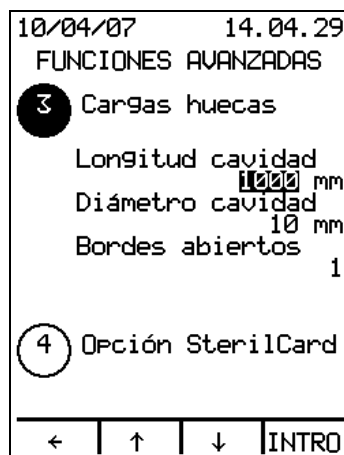 10/04/07 14.04.29
FUNCIONES AVANZADAS
3 Cargas huecas
Longitud cavidad
1000 mm
Diámetro cavidad
10 mm
Bordes abiertos
1
4 Opción SterilCard
← ↑ ↓ INTRO